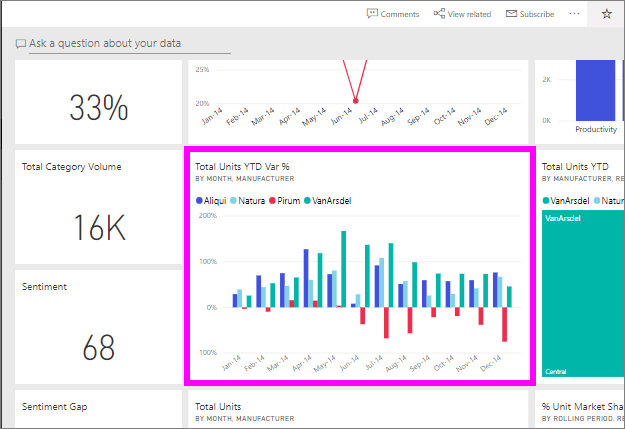 Comments
View related
Subscribe
...
Ask a question about your data
33%
25%
20%
Jan-14 Feb-14 Mar-14 Apr-14 May-14 Jun-14 Jul-14 Aug-14 Sep-14 Oct-14 Nov-14 Dec-14
2K
0K
Productivity
Total Category Volume
16K
Total Units YTD Var %
BY MONTH, MANUFACTURER
Aliqui Natura Pirum VanArsdel
200%
100%
0%
100%
Jan-14 Feb-14 Mar-14 Apr-14 May-14 Jun-14 Jul-14 Aug-14 Sep-14 Oct-14 Nov-14 Dec-14
Total Units YTD
BY MANUFACTURER, RE
VanArsdel Natur
VanArsdel
Central
Sentiment
68
Sentiment Gap
Total Units
BY MONTH, MANUFACTURER
% Unit Market Sha
BY ROLLING PERIOD, RE